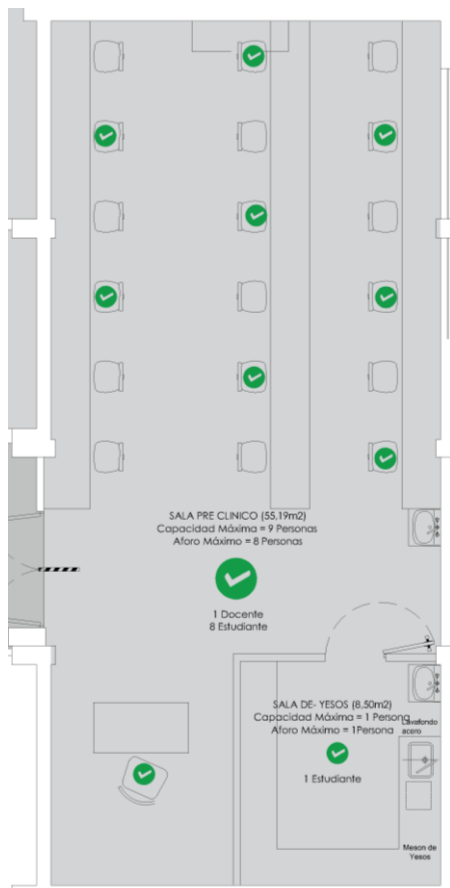 SALA PRE CLINICO (55,19m2)
Capacidad Máxima = 9 Personas
Aforo Máximo = 8 Personas
1 Docente
8 Estudiante
SALA DE- YESOS (8,50m2)
Capacidad Máxima = 1 Persona
Aforo Máximo = 1Persona
1 Estudiante
Lavafondo
acero
Meson de
Yesos